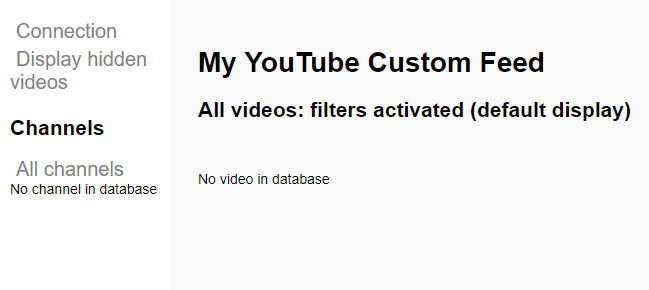 Connection
Display hidden
videos
Channels
All channels
No channel in database
My YouTube Custom Feed
All videos: filters activated (default display)
No video in database